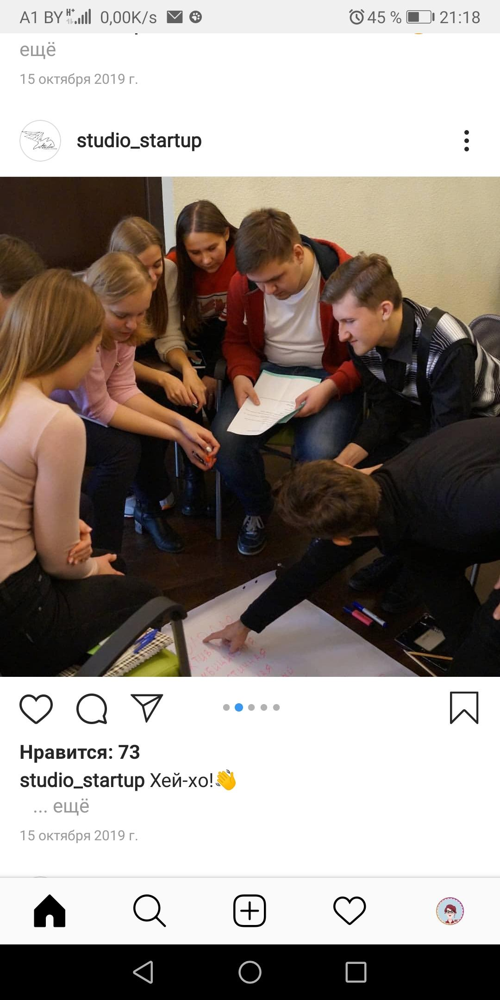 A1 BY H+ 0,00K/s 45 % 21:18
ещё
15 октября 2019 г.
Studio
studio_startup
Нравится: 73
studio_startup Хей-хо!👋
... ещё
15 октября 2019 г.